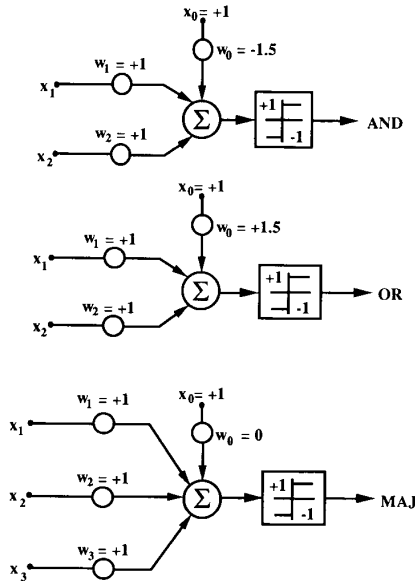 x0= +1
w1 = +1
w0 = -1.5
x1
Σ
+1
-1
AND
w2 = +1
x2
x0= +1
w1 = +1
w0 = +1.5
x1
Σ
+1
-1
OR
w2 = +1
x2
w1 = +1
x0= +1
x1
w0 = 0
w2 = +1
x2
Σ
+1
-1
MAJ
w3 = +1
x3